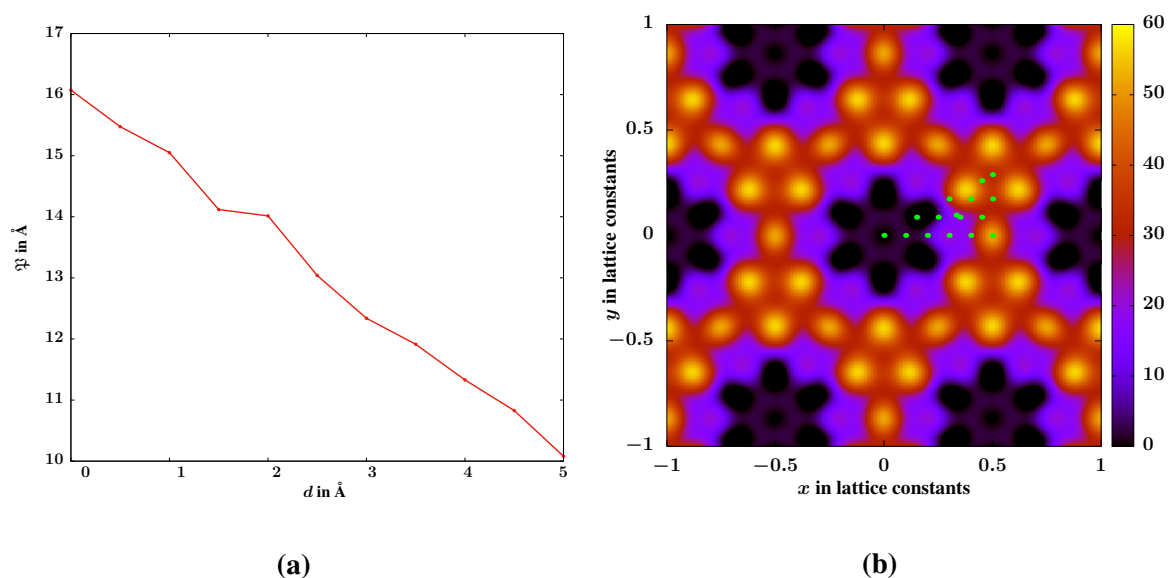 17
16
15
14
13
12
11
10
𝔓 in Å
0 1 2 3 4 5
d in Å
(a)
1
0.5
0
−0.5
−1
y in lattice constants
−1 −0.5 0 0.5 1
x in lattice constants
60
50
40
30
20
10
0
(b)